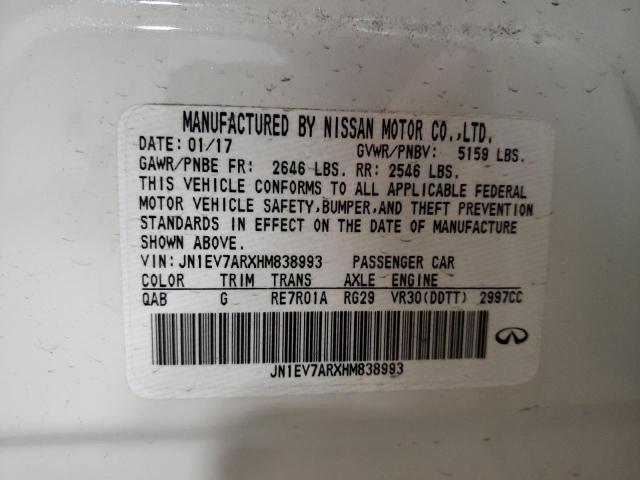 MANUFACTURED BY NISSAN MOTOR CO.,LTD.
DATE: 01/17 GVWR/PNBV: 5159 LBS.
GAWR/PNBE FR: 2646 LBS. RR: 2546 LBS.
THIS VEHICLE CONFORMS TO ALL APPLICABLE FEDERAL
MOTOR VEHICLE SAFETY,BUMPER,AND THEFT PREVENTION
STANDARDS IN EFFECT ON THE DATE OF MANUFACTURE
SHOWN ABOVE.
VIN: JN1EV7ARXHM838993 PASSENGER CAR
COLOR TRIM TRANS AXLE ENGINE
QAB G RE7R01A RG29 VR30(DDTT) 2997CC
JN1EV7ARXHM838993